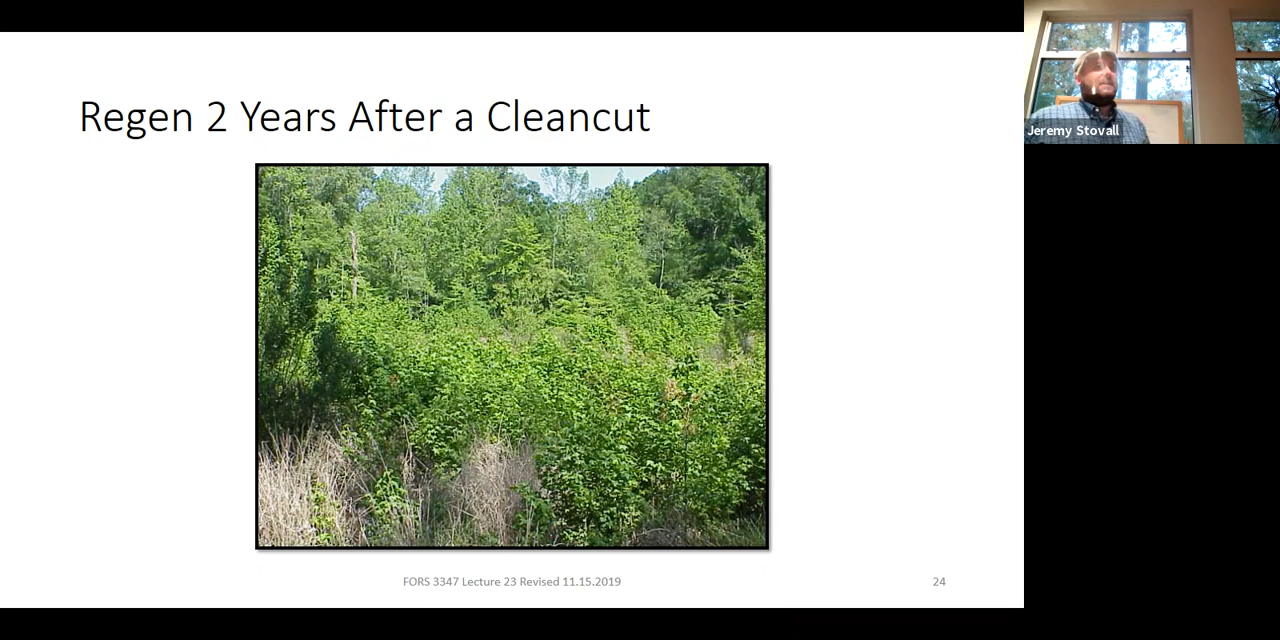 Regen 2 Years After a Cleancut
Jeremy Stovall
FORS 3347 Lecture 23 Revised 11.15.2019
24